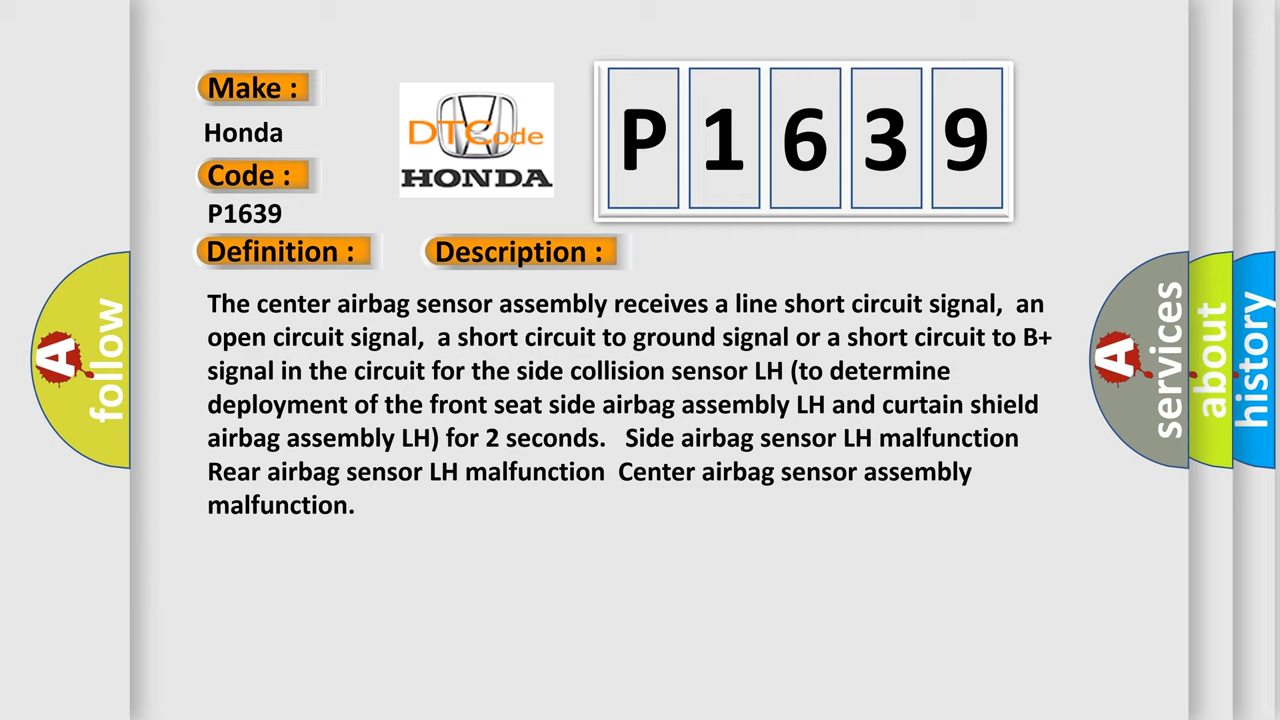 Make :
Honda
Code :
P1639
DTCode
HONDA
P 1 6 3 9
Definition :
Description :
The center airbag sensor assembly receives a line short circuit signal, an
open circuit signal, a short circuit to ground signal or a short circuit to B+
signal in the circuit for the side collision sensor LH (to determine
deployment of the front seat side airbag assembly LH and curtain shield
airbag assembly LH) for 2 seconds. Side airbag sensor LH malfunction
Rear airbag sensor LH malfunction Center airbag sensor assembly
malfunction.
A follow
A services
about
history